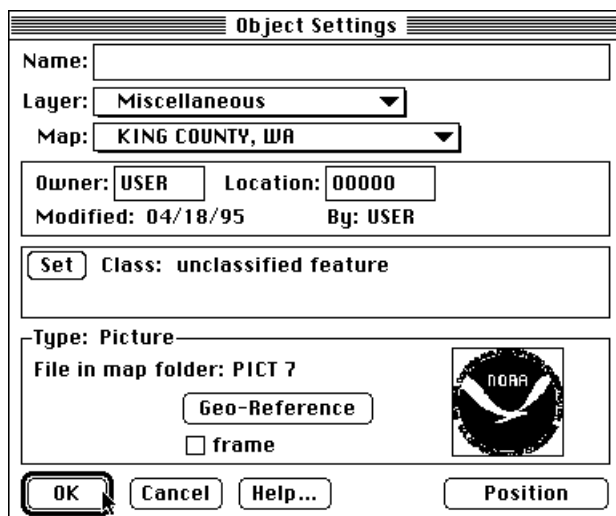 Object Settings
Name:
Layer: Miscellaneous
Map: KING COUNTY, WA
Owner: USER Location: 00000
Modified: 04/18/95 By: USER
Set Class: unclassified feature
Type: Picture
File in map folder: PICT 7
NOAA
Geo-Reference
frame
OK Cancel Help... Position